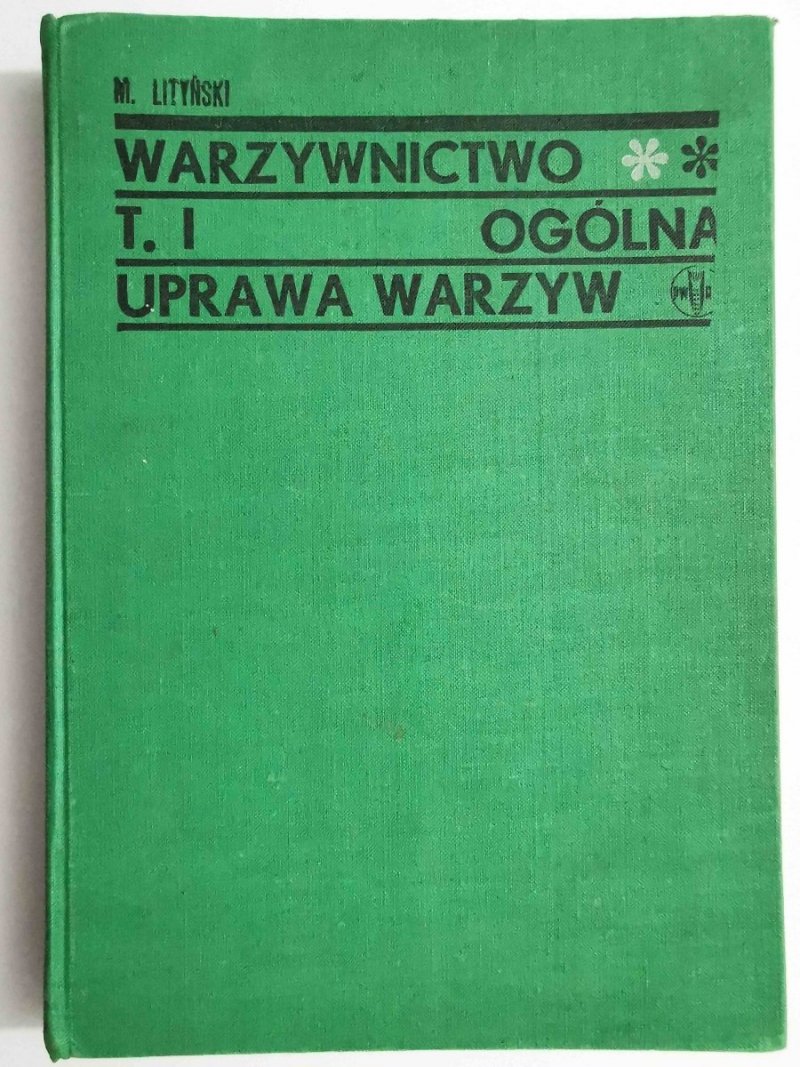 M. LITYŃSKI
WARZYWNICTWO **
T. I OGÓLNA
UPRAWA WARZYW